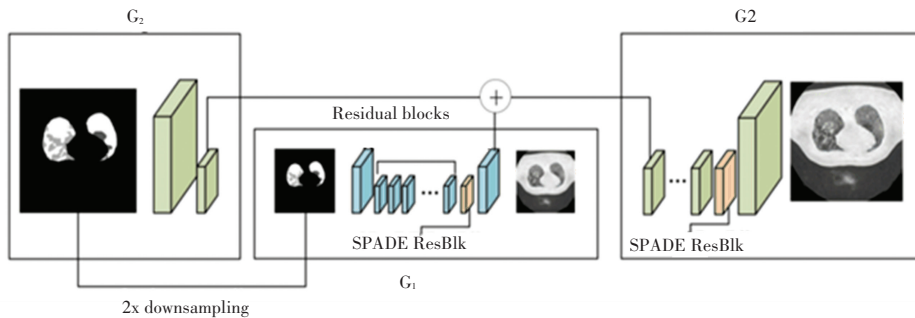 G₂
G2
+
Residual blocks
...
...
SPADE ResBlk
SPADE ResBlk
G₁
2x downsampling